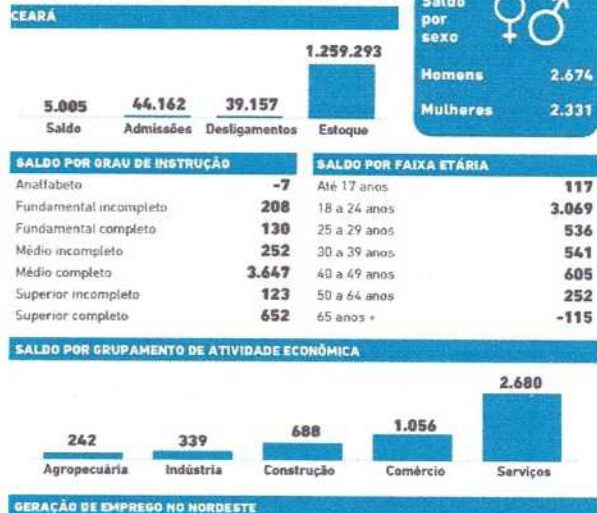 CEARÁ
5.005
Saldo
44.162
Admissões
39.157
Desligamentos
1.259.293
Estoque
Saldo
por
sexo
Homens 2.674
Mulheres 2.331
SALDO POR GRAU DE INSTRUÇÃO
Analfabeto -7
Fundamental incompleto 208
Fundamental completo 130
Médio incompleto 252
Médio completo 3.647
Superior incompleto 123
Superior completo 652
SALDO POR FAIXA ETÁRIA
Até 17 anos 117
18 a 24 anos 3.069
25 a 29 anos 536
30 a 39 anos 541
40 a 49 anos 605
50 a 64 anos 252
65 anos + -115
SALDO POR GRUPAMENTO DE ATIVIDADE ECONÔMICA
242
Agropecuária
339
Indústria
688
Construção
1.056
Comércio
2.680
Serviços
GERAÇÃO DE EMPREGO NO NORDESTE